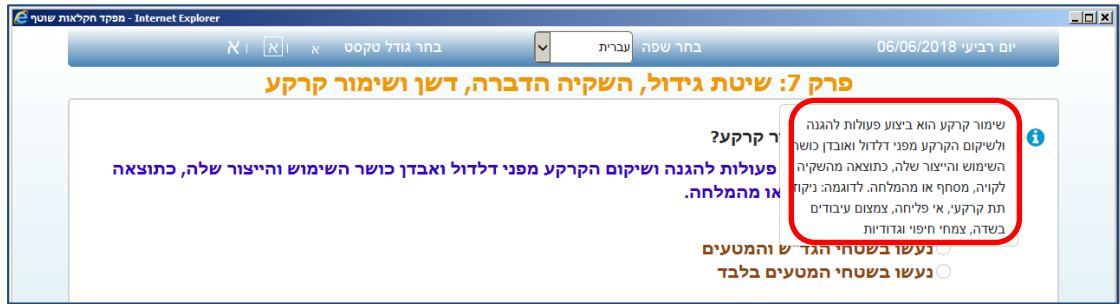 מפקד חקלאות שוטף - Internet Explorer
יום רביעי 06/06/2018 בחר שפה עברית בחר גודל טקסט א | א | א
פרק 7: שיטת גידול, השקיה הדברה, דשן ושימור קרקע
שימור קרקע הוא ביצוע פעולות להגנה
ולשיקום הקרקע מפני דלדול ואובדן כושר
השימוש והייצור שלה, כתוצאה מהשקיה
לקויה, מסחף או מהמלחה. לדוגמה: ניקוד
תת קרקעי, אי פליחה, צמצום עיבודים
בשדה, צמחי חיפוי וגדודיות
קרקע?
פעולות להגנה ושיקום הקרקע מפני דלדול ואבדן כושר השימוש והייצור שלה, כתוצאה
או מהמלחה.
נעשו בשטחי הגד"ש והמטעים
נעשו בשטחי המטעים בלבד